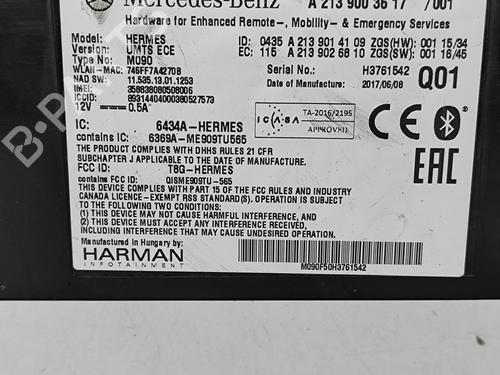 Mercedes-Benz A 213 900 36 17 /001
Hardware for Enhanced Remote-, Mobility- & Emergency Services
Model: HERMES ID: 0435 A 213 901 41 09 ZGS(HW): 001 15/34
Version: UMTS ECE EC: 116 A 213 902 68 10 ZGS(SW): 001 16/45
Type No: M090
WLAN-MAC: 746FF7A4270B Serial No.: H3761542
NAD SW: 11.535.13.01.1253 Date of Manufacture: 2017/06/08
Q01
IMEI: 358838080508006
ICCID: 89314404000380527573
12V 0.5A
IC: 6434A-HERMES
contains IC: 6369A-ME909TU565
ICASA
TA-2016/2195
APPROVED
THE PRODUCT COMPLIES WITH DHHS RULES 21 CFR
SUBCHAPTER J APPLICABLE TO THE DATE OF MANUFACTURE.
FCC ID: T8G-HERMES
contains FCC ID: QISME909TU-565
THIS DEVICE COMPLIES WITH PART 15 OF THE FCC RULES AND INDUSTRY
CANADA LICENCE-EXEMPT RSS STANDARD(S). OPERATION IS SUBJECT
TO THE FOLLOWING TWO CONDITIONS:
(1) THIS DEVICE MAY NOT CAUSE HARMFUL INTERFERENCE, AND
(2) THIS DEVICE MUST ACCEPT ANY INTERFERENCE RECEIVED,
INCLUDING INTERFERENCE THAT MAY CAUSE UNDESIRED OPERATION.
CE
EAC
Manufactured in Hungary by:
HARMAN
INFOTAINMENT
M090F50H3761542
B-PARTS